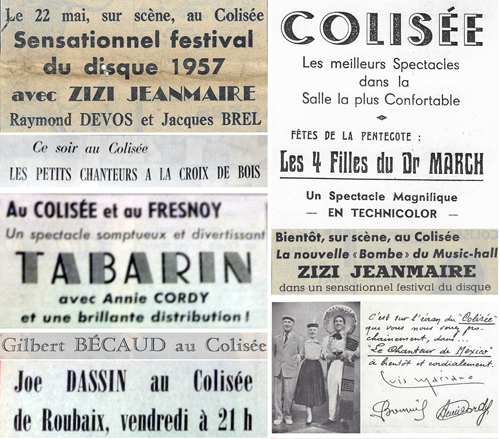 Le 22 mai, sur scène, au Colisée
Sensationnel festival
du disque 1957
avec ZIZI JEANMAIRE
Raymond DEVOS et Jacques BREL
Ce soir au Colisée
LES PETITS CHANTEURS A LA CROIX DE BOIS
Au COLISÉE et au FRESNOY
Un spectacle somptueux et divertissant
TABARIN
avec Annie CORDY
et une brillante distribution !
Gilbert BÉCAUD au Colisée
Joe DASSIN au Colisée
de Roubaix, vendredi à 21 h
COLISÉE
Les meilleurs Spectacles
dans la
Salle la plus Confortable
FÊTES DE LA PENTECOTE :
Les 4 Filles du Dr MARCH
Un Spectacle Magnifique
— EN TECHNICOLOR —
Bientôt, sur scène, au Colisée
La nouvelle «Bombe» du Music-hall
ZIZI JEANMAIRE
dans un sensationnel festival du disque
C'est sur l'écran du "Colisée"
que vous nous verrez pro-
chainement, dans...
"Le Chanteur de Mexico"
à bientôt et cordialement.
Luis Mariano
Bourvil